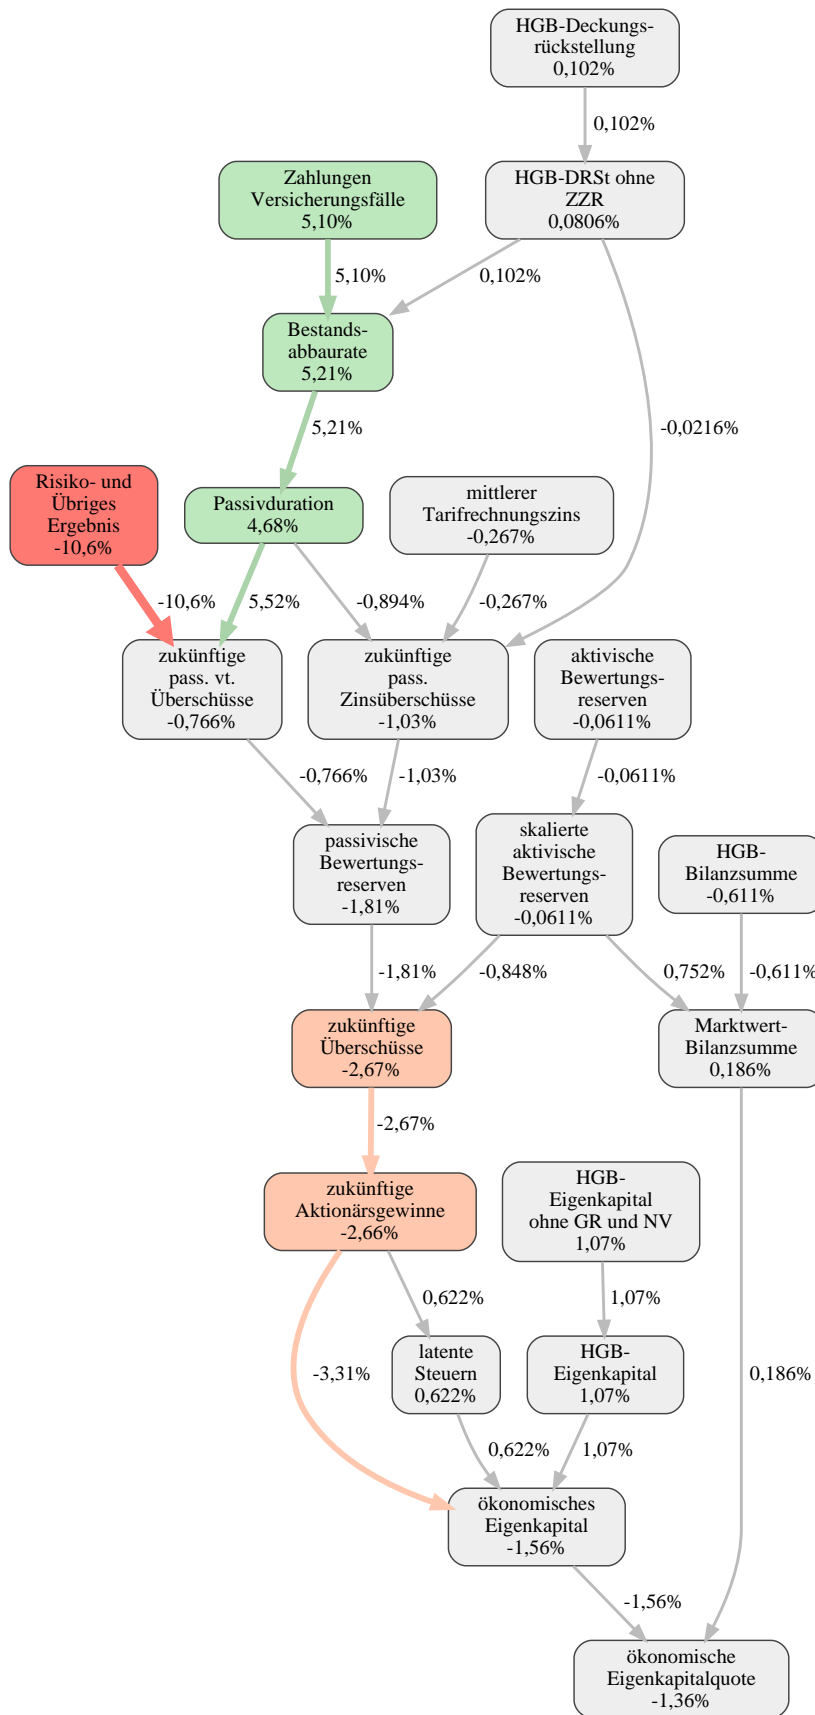 HGB-Deckungs-
rückstellung
0,102%
0,102%
Zahlungen
Versicherungsfälle
5,10%
HGB-DRSt ohne
ZZR
0,0806%
5,10%
0,102%
Bestands-
abbaurate
5,21%
5,21%
-0,0216%
Risiko- und
Übriges
Ergebnis
-10,6%
Passivduration
4,68%
mittlerer
Tarifrechnungszins
-0,267%
-10,6%
5,52%
-0,894%
-0,267%
zukünftige
pass. vt.
Überschüsse
-0,766%
zukünftige
pass.
Zinsüberschüsse
-1,03%
aktivische
Bewertungs-
reserven
-0,0611%
-0,766%
-1,03%
-0,0611%
passivische
Bewertungs-
reserven
-1,81%
skalierte
aktivische
Bewertungs-
reserven
-0,0611%
HGB-
Bilanzsumme
-0,611%
-1,81%
-0,848%
0,752%
-0,611%
zukünftige
Überschüsse
-2,67%
Marktwert-
Bilanzsumme
0,186%
-2,67%
zukünftige
Aktionärsgewinne
-2,66%
HGB-
Eigenkapital
ohne GR und NV
1,07%
0,622%
1,07%
-3,31%
latente
Steuern
0,622%
HGB-
Eigenkapital
1,07%
0,186%
0,622%
1,07%
ökonomisches
Eigenkapital
-1,56%
-1,56%
ökonomische
Eigenkapitalquote
-1,36%